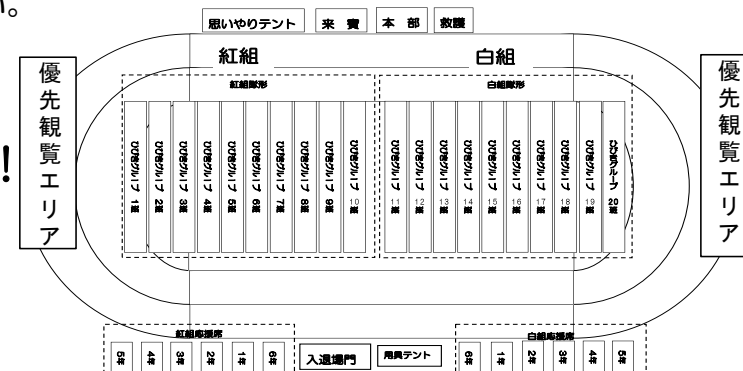 い。
思いやりテント
来賓
本部
救護
紅組
白組
優先観覧エリア
優先観覧エリア
!
紅組隊形
白組隊形
ひびきグループ 1班
ひびきグループ 2班
ひびきグループ 3班
ひびきグループ 4班
ひびきグループ 5班
ひびきグループ 6班
ひびきグループ 7班
ひびきグループ 8班
ひびきグループ 9班
ひびきグループ 10班
ひびきグループ 11班
ひびきグループ 12班
ひびきグループ 13班
ひびきグループ 14班
ひびきグループ 15班
ひびきグループ 16班
ひびきグループ 17班
ひびきグループ 18班
ひびきグループ 19班
ひびきグループ 20班
紅組応援席
白組応援席
5年
4年
3年
2年
1年
6年
入退場門
用具テント
6年
1年
2年
3年
4年
5年